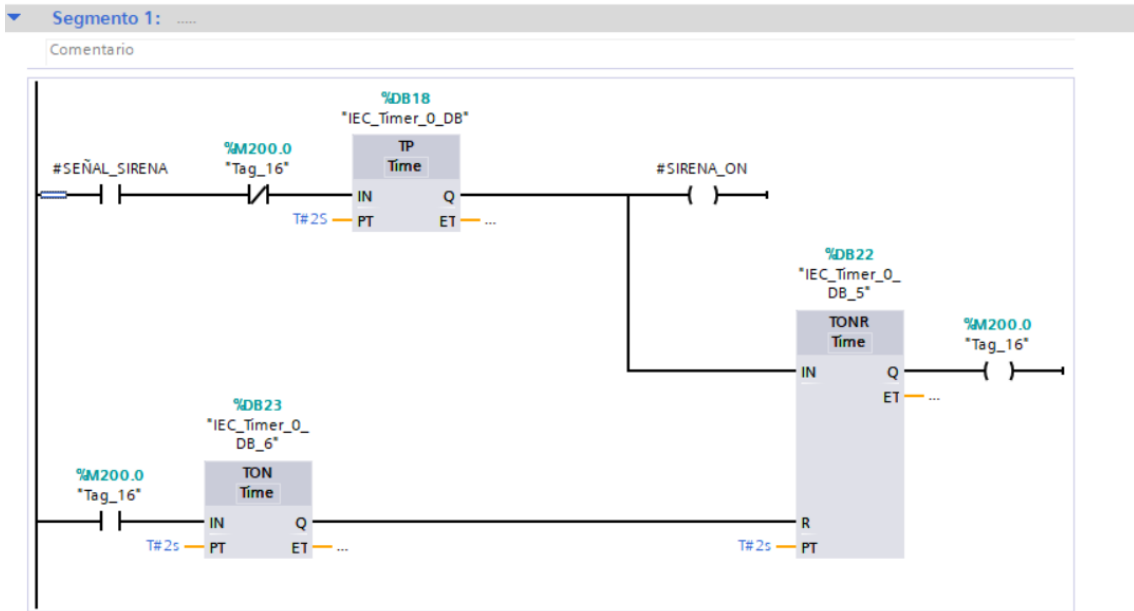 Segmento 1: .....
Comentario
%DB18
"IEC_Timer_0_DB"
%M200.0
TP
#SEÑAL_SIRENA
"Tag_16"
Time
#SIRENA_ON
IN
Q
T#2S
PT
ET
...
%DB22
"IEC_Timer_0_
DB_5"
TONR
%M200.0
Time
"Tag_16"
IN
Q
ET
...
%DB23
"IEC_Timer_0_
DB_6"
%M200.0
TON
"Tag_16"
Time
IN
Q
R
T#2s
PT
ET
...
T#2s
PT